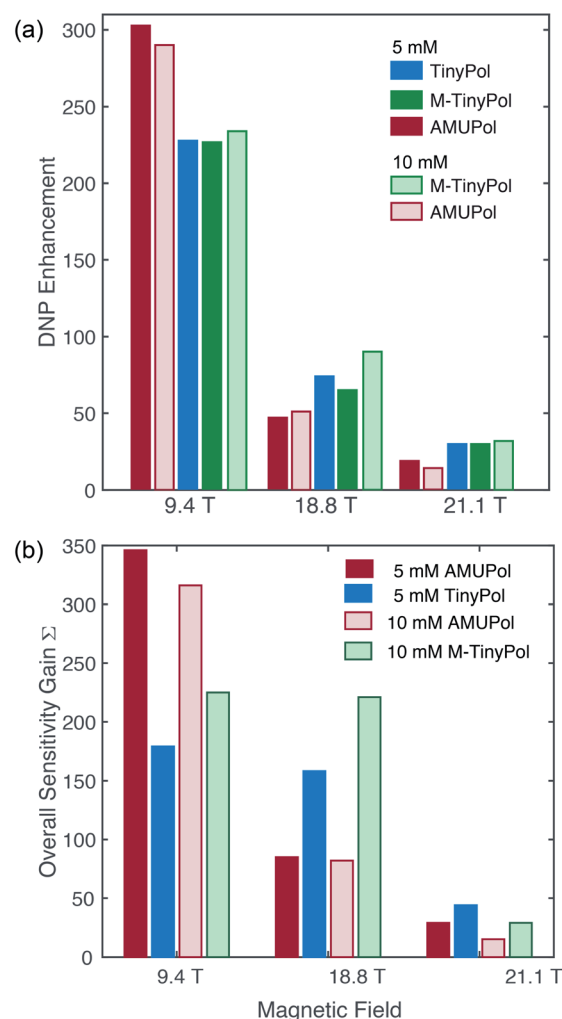 (a)
300
250
200
150
100
50
0
DNP Enhancement
5 mM
TinyPol
M-TinyPol
AMUPol
10 mM
M-TinyPol
AMUPol
9.4 T 18.8 T 21.1 T
(b)
350
300
250
200
150
100
50
0
Overall Sensitivity Gain Σ
5 mM AMUPol
5 mM TinyPol
10 mM AMUPol
10 mM M-TinyPol
9.4 T 18.8 T 21.1 T
Magnetic Field